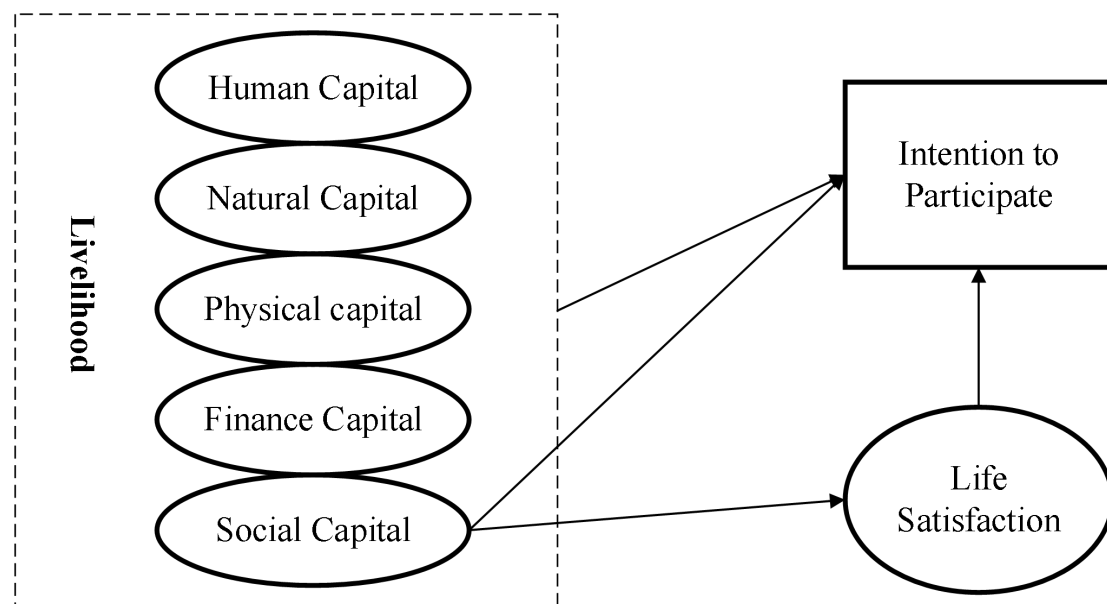 Livelihood
Human Capital
Natural Capital
Physical capital
Finance Capital
Social Capital
Intention to
Participate
Life
Satisfaction